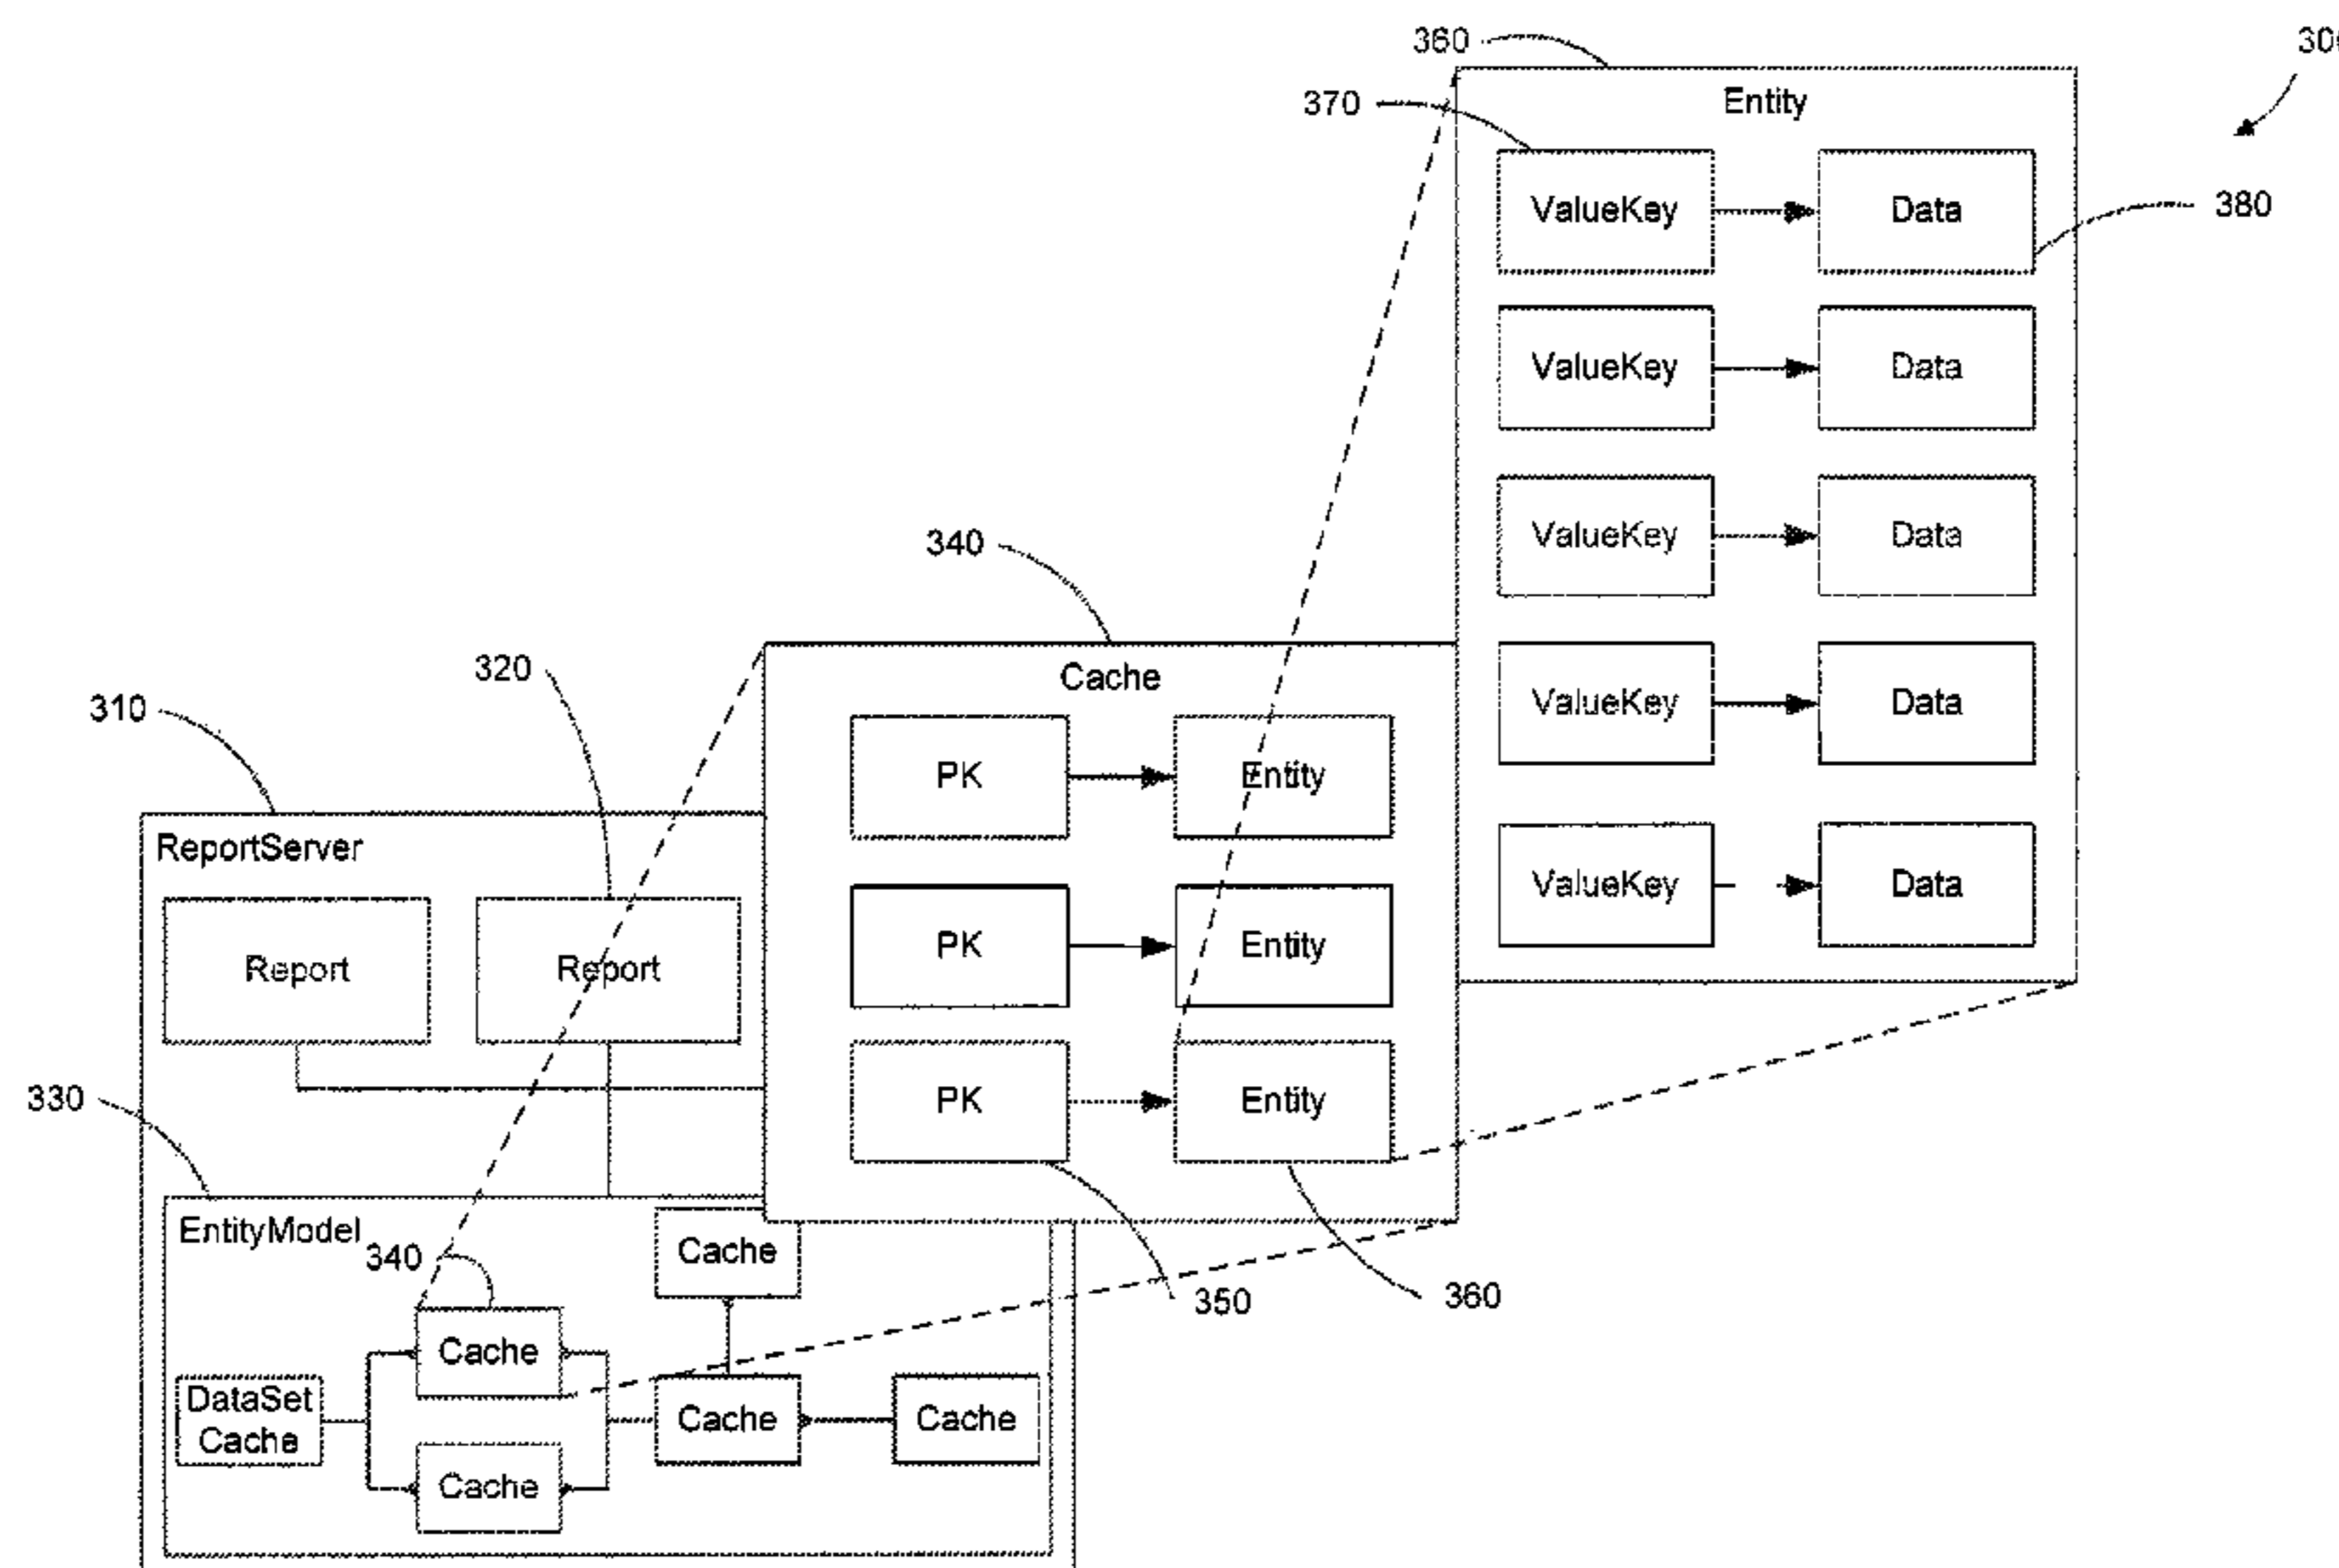 360
300
Entity
370
ValueKey Data
380
ValueKey Data
ValueKey Data
ValueKey Data
ValueKey Data
340
Cache
PK Entity
PK Entity
PK Entity
350
360
320
310
ReportServer
Report Report
330
EntityModel
340
Cache
Cache
DataSet
Cache
Cache
Cache
Cache